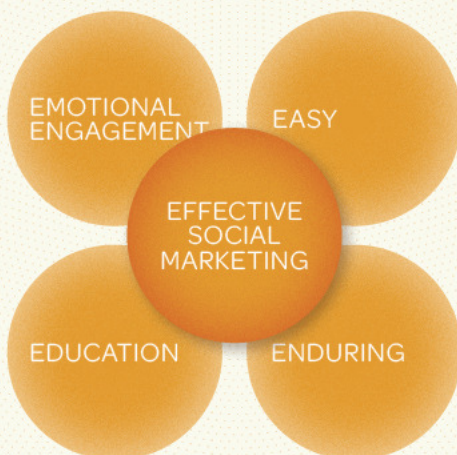 EMOTIONAL
ENGAGEMENT
EASY
EFFECTIVE
SOCIAL
MARKETING
EDUCATION
ENDURING